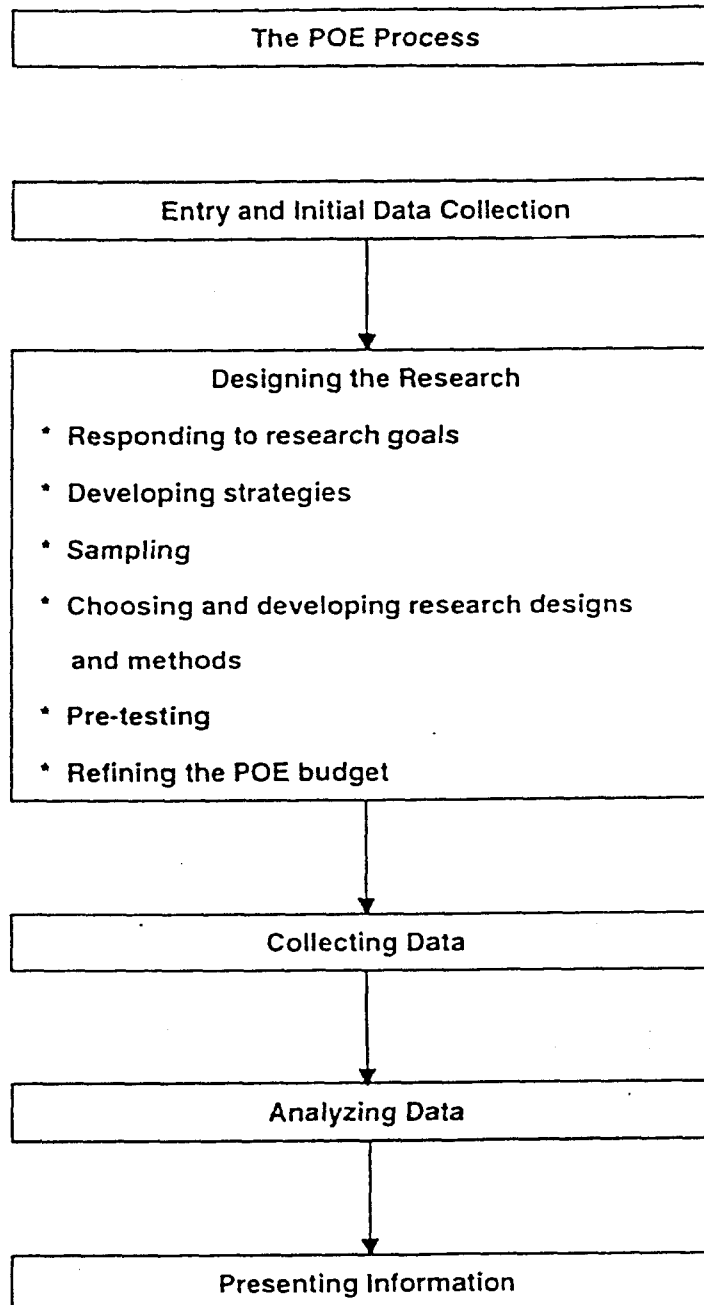 The POE Process
Entry and Initial Data Collection
Designing the Research
* Responding to research goals
* Developing strategies
* Sampling
* Choosing and developing research designs
and methods
* Pre-testing
* Refining the POE budget
Collecting Data
Analyzing Data
Presenting Information